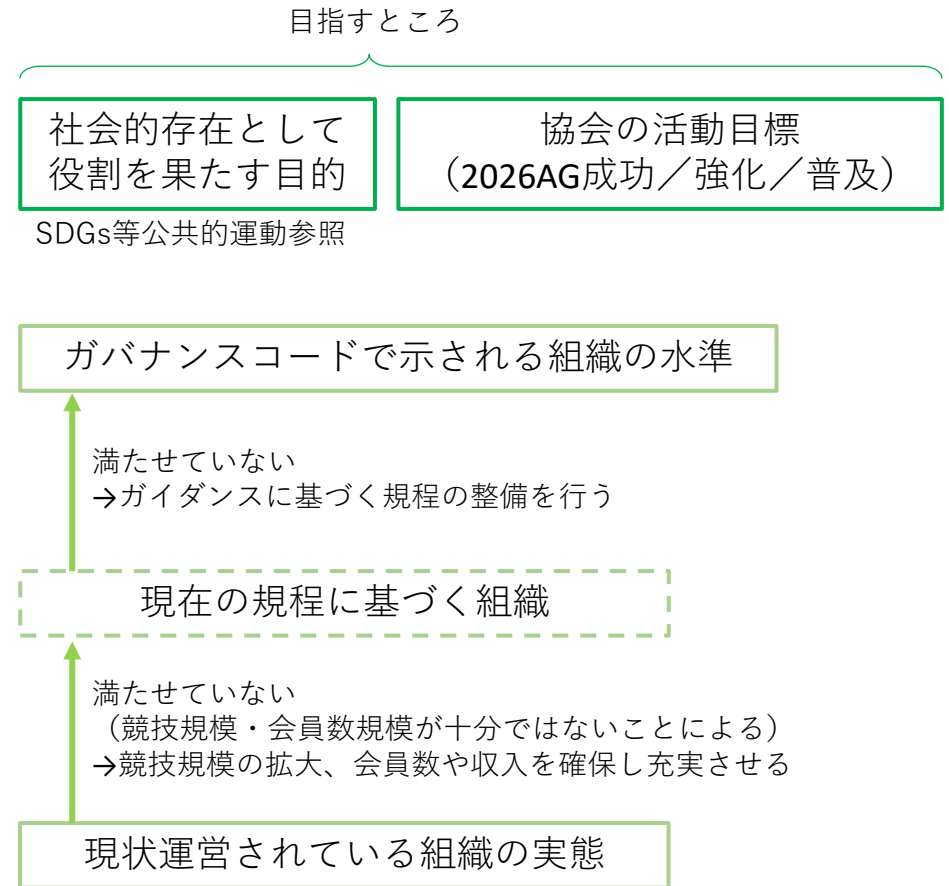 目指すところ
社会的存在として
役割を果たす目的
協会の活動目標
（2026AG成功／強化／普及）
SDGs等公共的運動参照
ガバナンスコードで示される組織の水準
満たせていない
→ガイダンスに基づく規程の整備を行う
現在の規程に基づく組織
満たせていない
（競技規模・会員数規模が十分ではないことによる）
→競技規模の拡大、会員数や収入を確保し充実させる
現状運営されている組織の実態